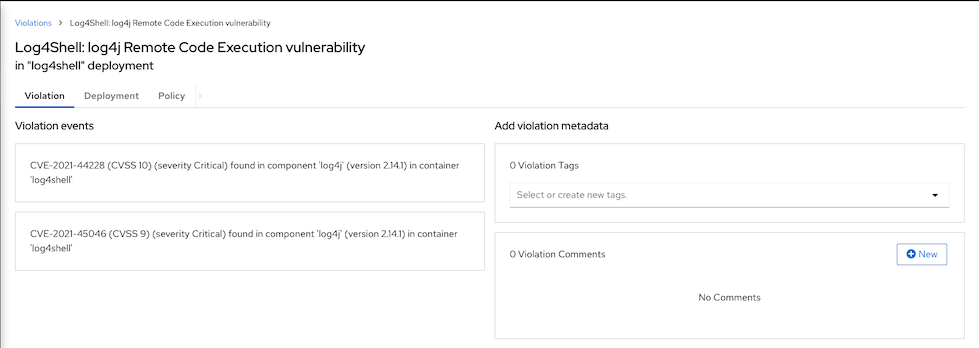 Violations > Log4Shell: log4j Remote Code Execution vulnerability
Log4Shell: log4j Remote Code Execution vulnerability
in "log4shell" deployment
Violation Deployment Policy >
Violation events
CVE-2021-44228 (CVSS 10) (severity Critical) found in component 'log4j' (version 2.14.1) in container
'log4shell'
CVE-2021-45046 (CVSS 9) (severity Critical) found in component 'log4j' (version 2.14.1) in container
'log4shell'
Add violation metadata
0 Violation Tags
Select or create new tags.
0 Violation Comments
New
No Comments